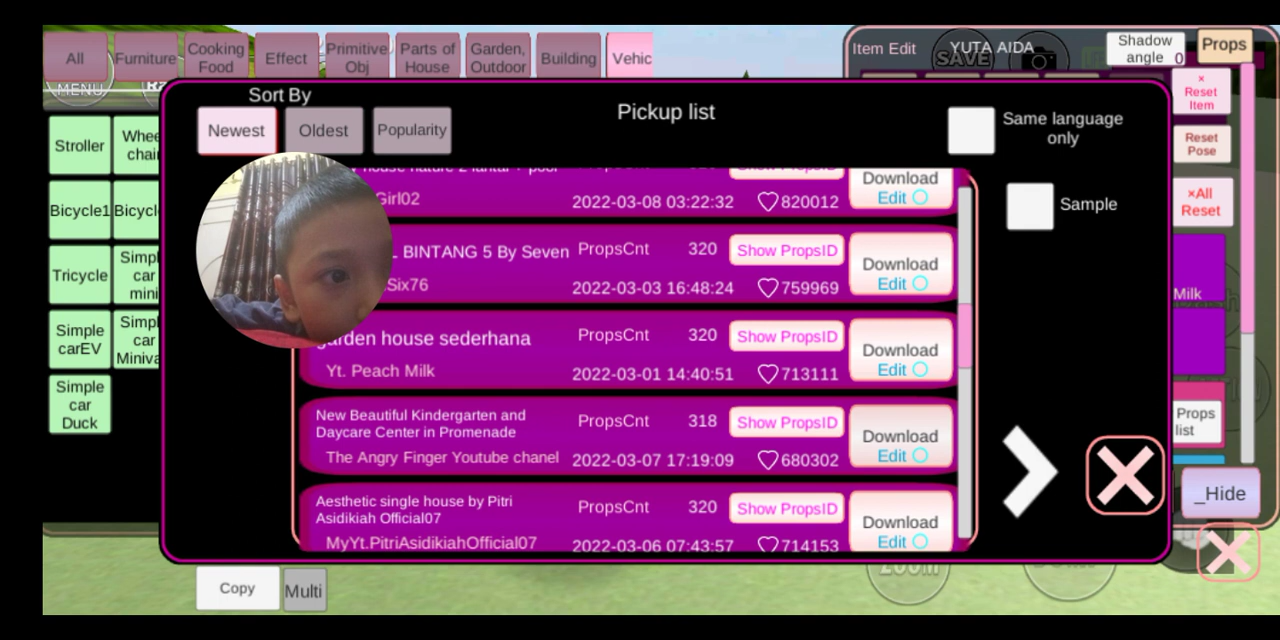 All
Furniture
Cooking
Food
Effect
Primitive
Obj
Parts of
House
Garden,
Outdoor
Building
Vehic
Item Edit
YUTA AIDA
SAVE
Shadow
angle 0
Props
MENU
Ra
Sort By
Newest
Oldest
Popularity
Pickup list
Same language
only
Sample
×
Reset
Item
Reset
Pose
×All
Reset
Milk
Props
list
_Hide
Stroller
Whee
chair
Bicycle1
Bicycl
Tricycle
Simpl
car
mini
Simple
carEV
Simpl
car
Miniva
Simple
car
Duck
house nature 2 lantai + pool
Girl02
2022-03-08 03:22:32
820012
Download
Edit
BINTANG 5 By Seven
PropsCnt 320
Show PropsID
Six76
2022-03-03 16:48:24
759969
Download
Edit
garden house sederhana
PropsCnt 320
Show PropsID
Yt. Peach Milk
2022-03-01 14:40:51
713111
Download
Edit
New Beautiful Kindergarten and
Daycare Center in Promenade
PropsCnt 318
Show PropsID
The Angry Finger Youtube chanel
2022-03-07 17:19:09
680302
Download
Edit
Aesthetic single house by Pitri
Asidikiah Official07
PropsCnt 320
Show PropsID
MyYt.PitriAsidikiahOfficial07
2022-03-06 07:43:57
714153
Download
Edit
Copy
Multi
Zoom